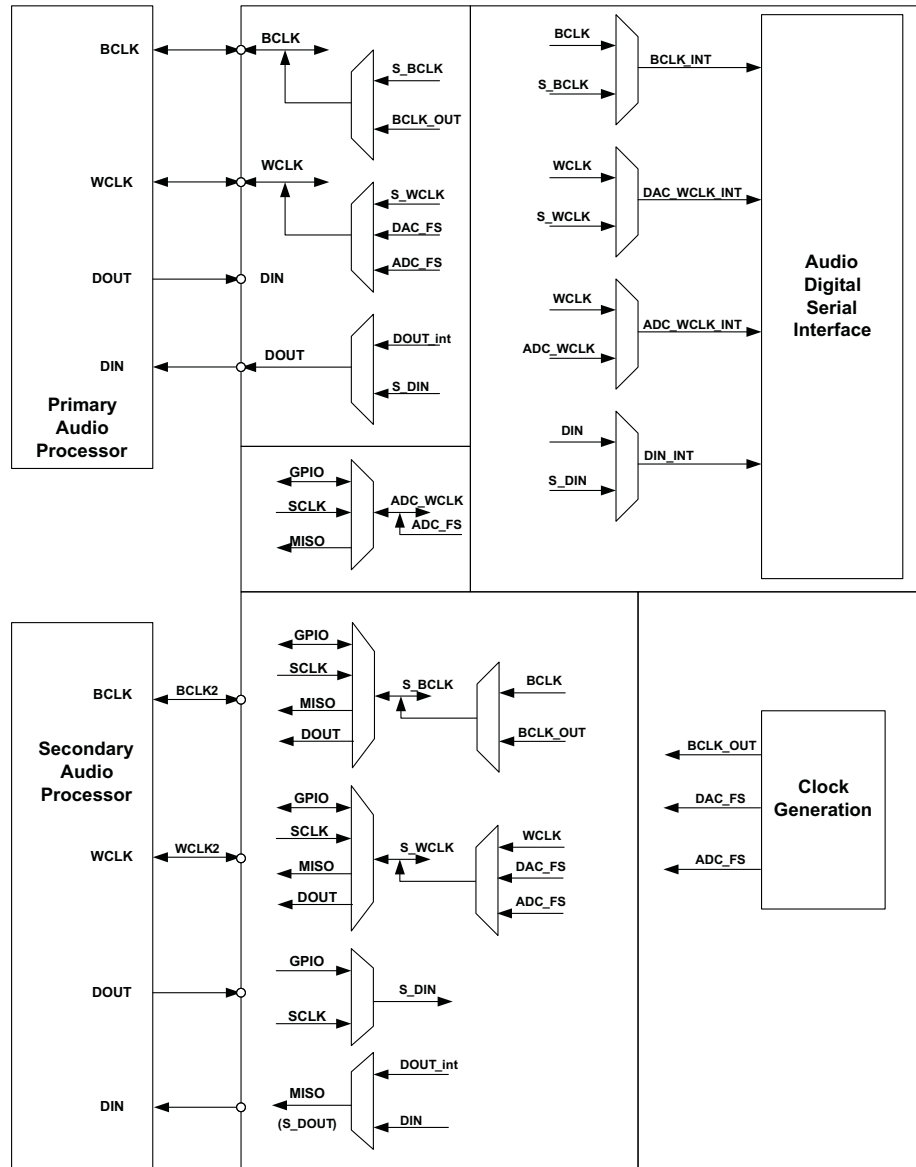 BCLK
WCLK
DOUT
DIN
Primary
Audio
Processor
BCLK
S_BCLK
BCLK_OUT
WCLK
S_WCLK
DAC_FS
ADC_FS
DIN
DOUT
DOUT_int
S_DIN
BCLK
S_BCLK
BCLK_INT
WCLK
S_WCLK
DAC_WCLK_INT
WCLK
ADC_WCLK
ADC_WCLK_INT
DIN
S_DIN
DIN_INT
Audio
Digital
Serial
Interface
GPIO
SCLK
MISO
ADC_WCLK
ADC_FS
BCLK
Secondary
Audio
Processor
WCLK
DOUT
DIN
BCLK2
WCLK2
GPIO
SCLK
MISO
DOUT
S_BCLK
BCLK
BCLK_OUT
GPIO
SCLK
MISO
DOUT
S_WCLK
WCLK
DAC_FS
ADC_FS
GPIO
SCLK
S_DIN
MISO
(S_DOUT)
DOUT_int
DIN
BCLK_OUT
DAC_FS
ADC_FS
Clock
Generation